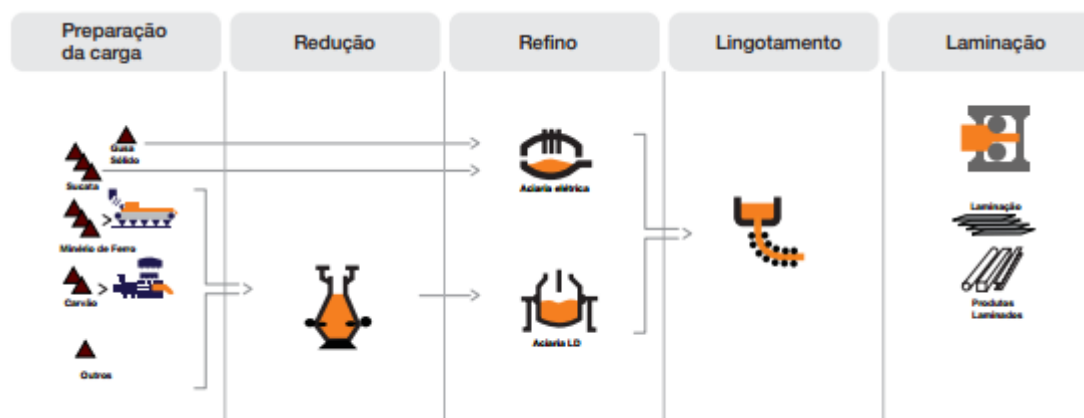 Preparação
da carga
Redução
Refino
Lingotamento
Laminação
Gusa
Sólido
Sucata
Minério de Ferro
Carvão
Outros
Aciaria elétrica
Aciaria LD
Laminação
Produtos
Laminados